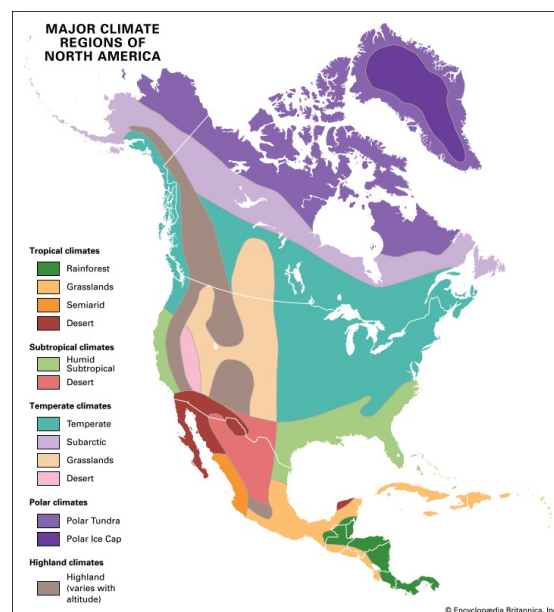 MAJOR CLIMATE
REGIONS OF
NORTH AMERICA
Tropical climates
Rainforest
Grasslands
Semiarid
Desert
Subtropical climates
Humid
Subtropical
Desert
Temperate climates
Temperate
Subarctic
Grasslands
Desert
Polar climates
Polar Tundra
Polar Ice Cap
Highland climates
Highland
(varies with
altitude)
© Encyclopædia Britannica, Inc